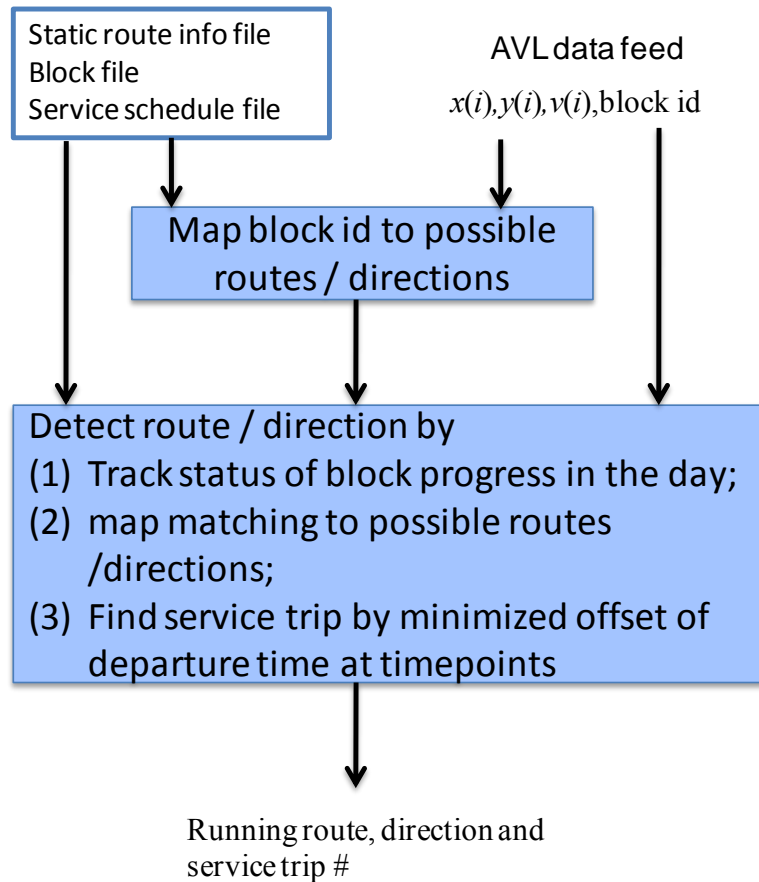 Static route info file
Block file
Service schedule file
AVL data feed
x(i),y(i),v(i),block id
Map block id to possible
routes / directions
Detect route / direction by
(1) Track status of block progress in the day;
(2) map matching to possible routes
/directions;
(3) Find service trip by minimized offset of
departure time at timepoints
Running route, direction and
service trip #